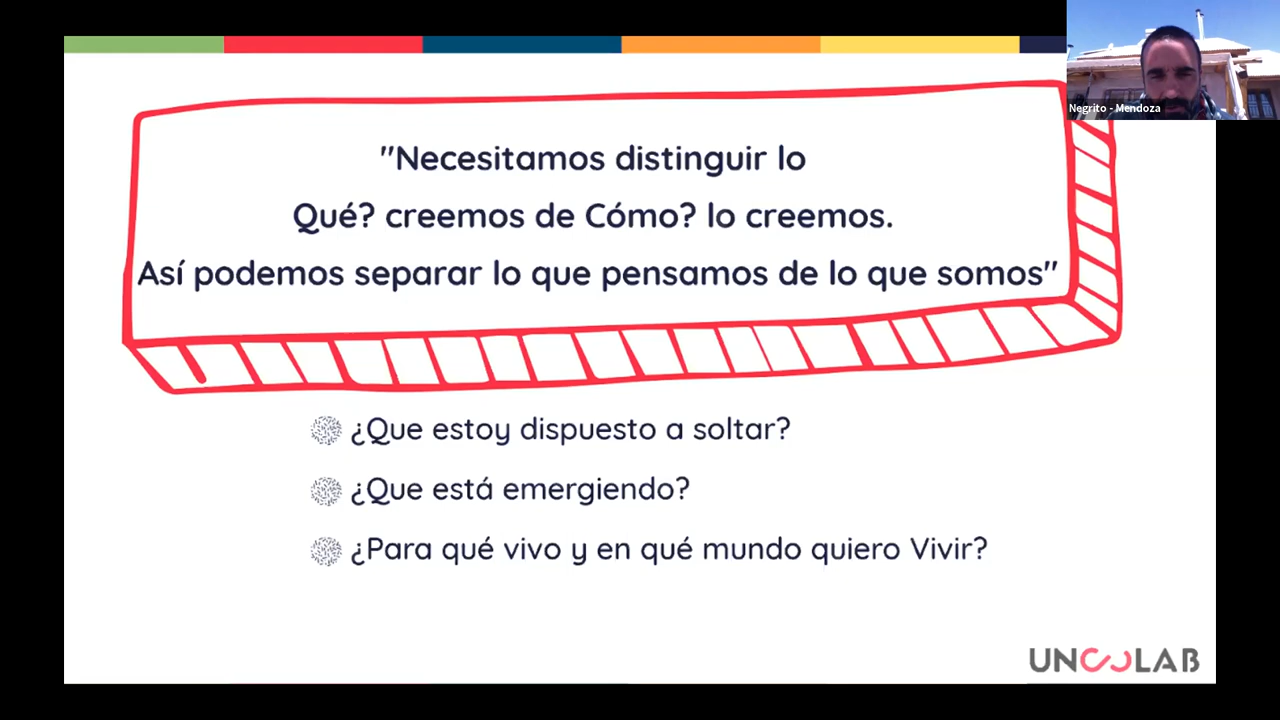 "Necesitamos distinguir lo
Qué? creemos de Cómo? lo creemos.
Así podemos separar lo que pensamos de lo que somos"
¿Que estoy dispuesto a soltar?
¿Que está emergiendo?
¿Para qué vivo y en qué mundo quiero Vivir?
Negrito - Mendoza
UNCOLAB